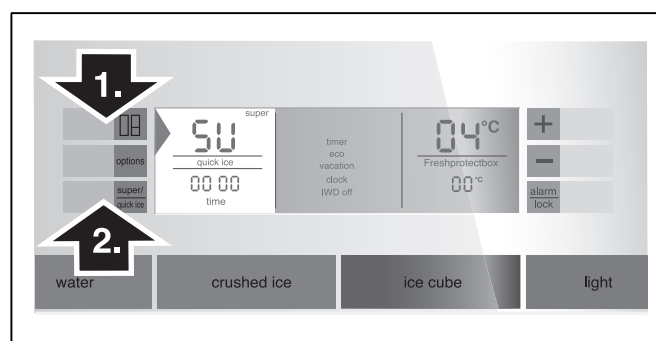 1.
super
SU
04°C
+
options
quick ice
timer
eco
vacation
clock
IWD off
Freshprotectbox
−
super/
quick ice
00 00
time
00°C
alarm
lock
2.
water
crushed ice
ice cube
light